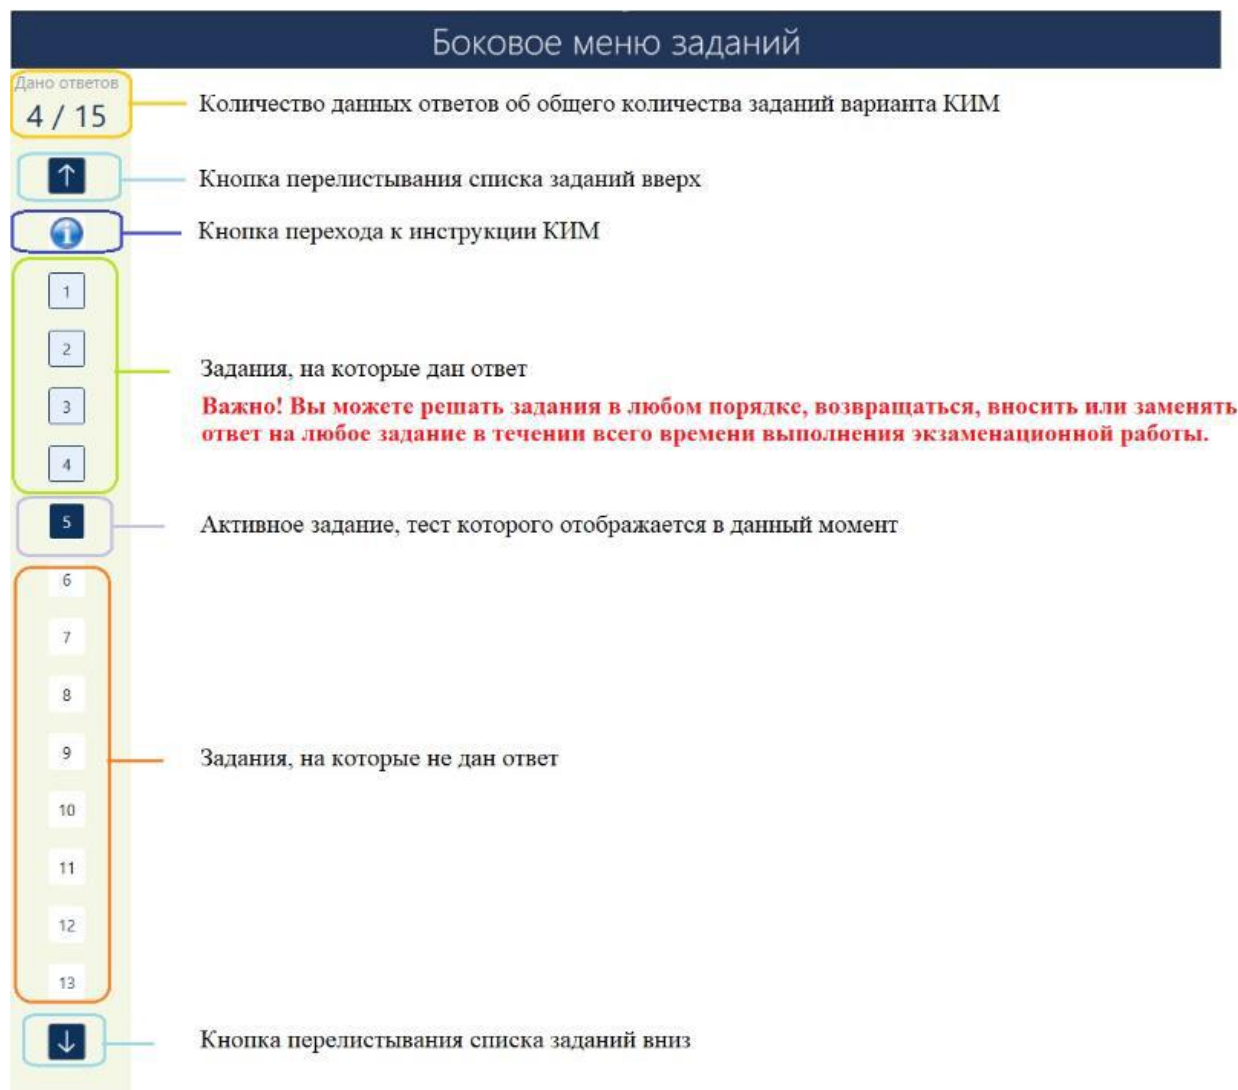 Боковое меню заданий
Дано ответов
4 / 15
Количество данных ответов об общего количества заданий варианта КИМ
Кнопка перелистывания списка заданий вверх
Кнопка перехода к инструкции КИМ
1
2
3
4
Задания, на которые дан ответ
Важно! Вы можете решать задания в любом порядке, возвращаться, вносить или заменять
ответ на любое задание в течении всего времени выполнения экзаменационной работы.
5
Активное задание, тест которого отображается в данный момент
6
7
8
9
Задания, на которые не дан ответ
10
11
12
13
Кнопка перелистывания списка заданий вниз